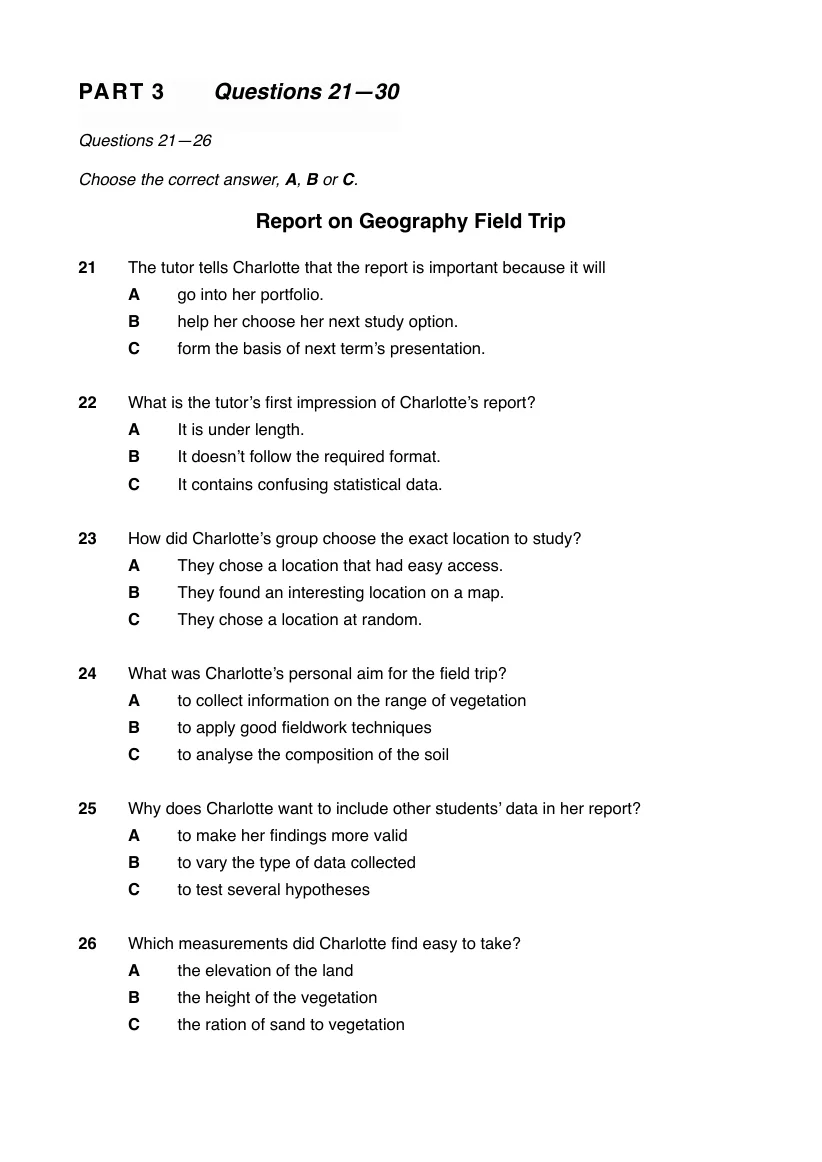 PART 3 Questions 21—30
Questions 21—26
Choose the correct answer, A, B or C.
Report on Geography Field Trip
21 The tutor tells Charlotte that the report is important because it will
A go into her portfolio.
B help her choose her next study option.
C form the basis of next term’s presentation.
22 What is the tutor’s first impression of Charlotte’s report?
A It is under length.
B It doesn’t follow the required format.
C It contains confusing statistical data.
23 How did Charlotte’s group choose the exact location to study?
A They chose a location that had easy access.
B They found an interesting location on a map.
C They chose a location at random.
24 What was Charlotte’s personal aim for the field trip?
A to collect information on the range of vegetation
B to apply good fieldwork techniques
C to analyse the composition of the soil
25 Why does Charlotte want to include other students’ data in her report?
A to make her findings more valid
B to vary the type of data collected
C to test several hypotheses
26 Which measurements did Charlotte find easy to take?
A the elevation of the land
B the height of the vegetation
C the ration of sand to vegetation